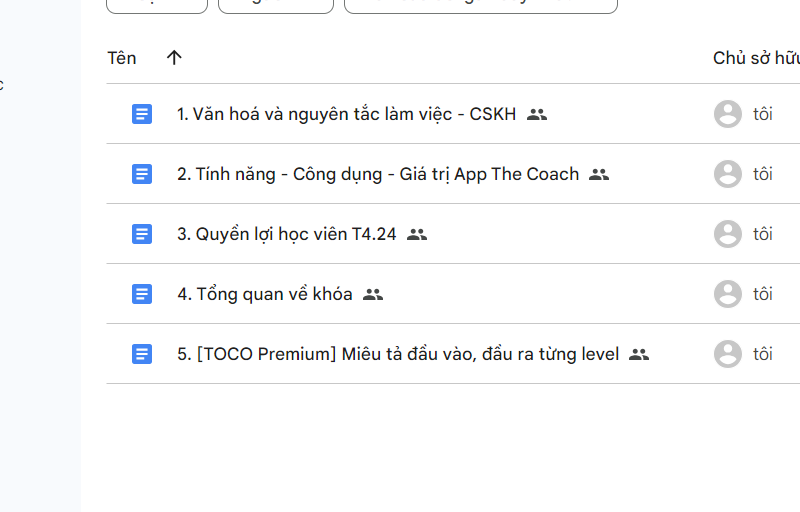 Tên
Chủ sở hữu
1. Văn hoá và nguyên tắc làm việc - CSKH
tôi
2. Tính năng - Công dụng - Giá trị App The Coach
tôi
3. Quyền lợi học viên T4.24
tôi
4. Tổng quan về khóa
tôi
5. [TOCO Premium] Miêu tả đầu vào, đầu ra từng level
tôi